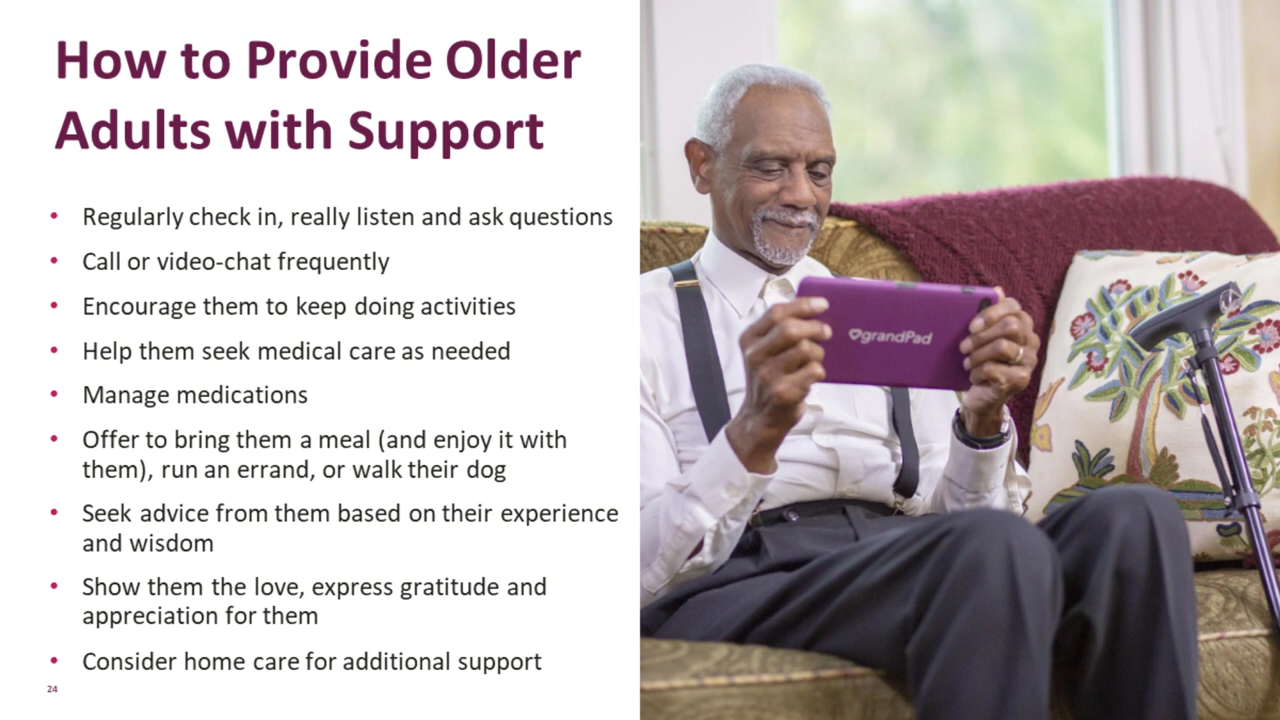 How to Provide Older
Adults with Support
• Regularly check in, really listen and ask questions
• Call or video-chat frequently
• Encourage them to keep doing activities
• Help them seek medical care as needed
• Manage medications
• Offer to bring them a meal (and enjoy it with
them), run an errand, or walk their dog
• Seek advice from them based on their experience
and wisdom
• Show them the love, express gratitude and
appreciation for them
• Consider home care for additional support
24
grandPad